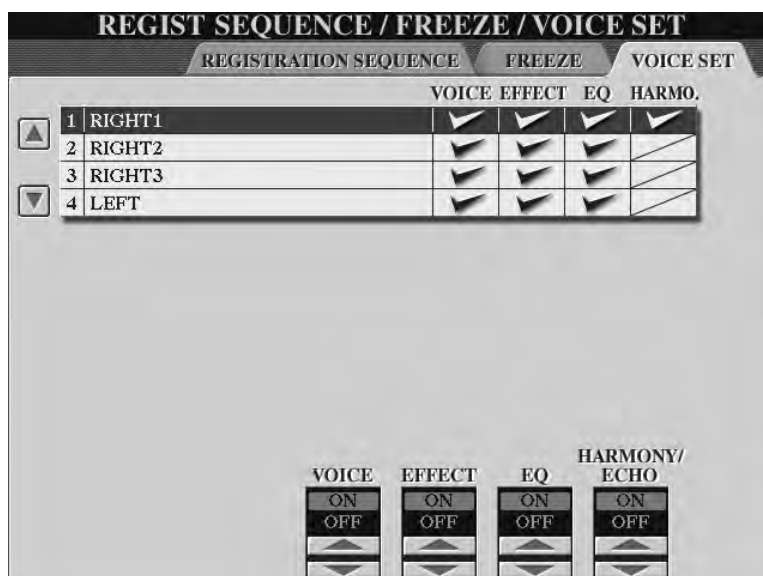 REGIST SEQUENCE / FREEZE / VOICE SET
REGISTRATION SEQUENCE FREEZE VOICE SET
VOICE EFFECT EQ HARMO.
1 RIGHT1
2 RIGHT2
3 RIGHT3
4 LEFT
HARMONY/
VOICE EFFECT EQ ECHO
ON ON ON ON
OFF OFF OFF OFF